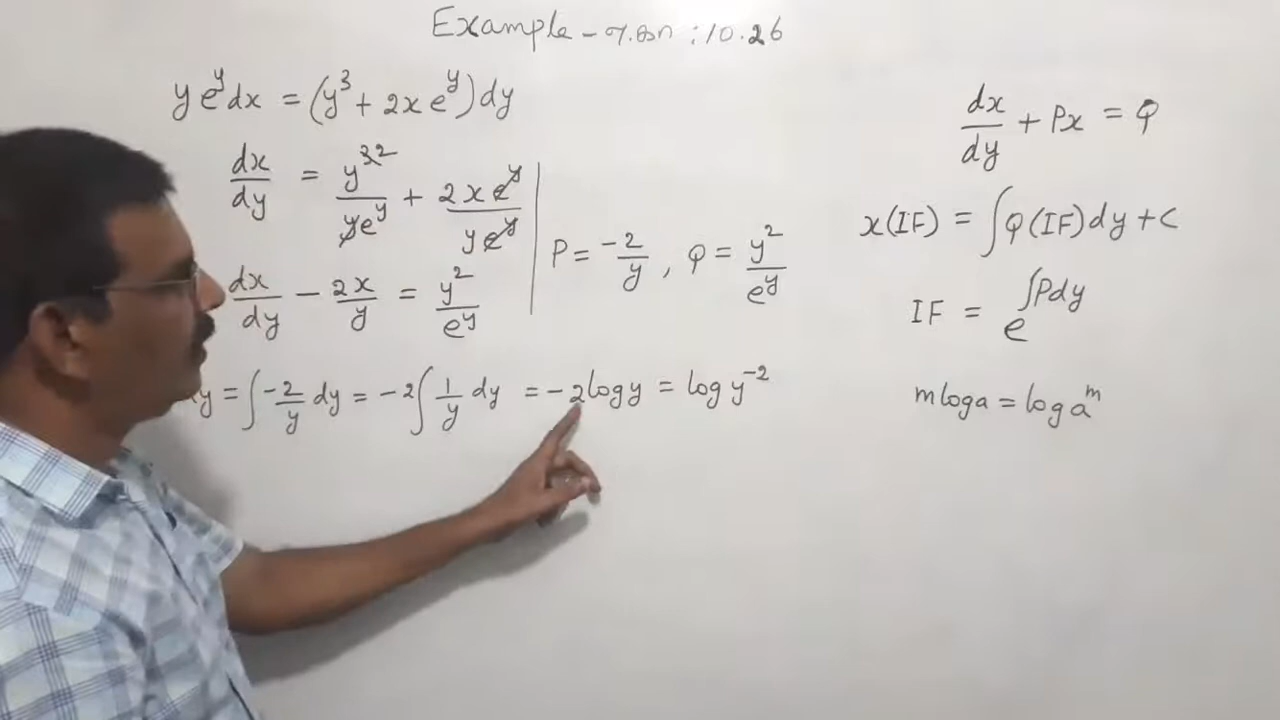 Example - எ.கா : 10.26
y e^y dx = (y^3 + 2x e^y) dy
dx/dy = y^3 2/y e^y + 2x e^y/y e^y
dx/dy - 2x/y = y^2/e^y
P = -2/y , Q = y^2/e^y
y = ∫ -2/y dy = -2 ∫ 1/y dy = -2 log y = log y^-2
dx/dy + Px = Q
x(IF) = ∫ Q (IF) dy + C
IF = e^∫Pdy
m log a = log a^m